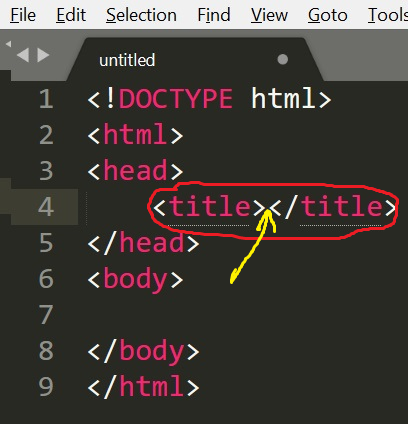 File Edit Selection Find View Goto Tools
untitled
1 <!DOCTYPE html>
2 <html>
3 <head>
4 <title></title>
5 </head>
6 <body>
7
8 </body>
9 </html>